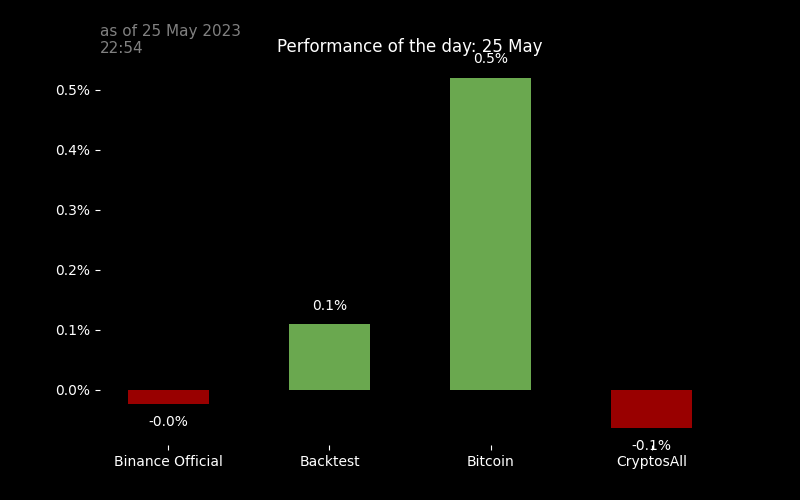 as of 25 May 2023
22:54
Performance of the day: 25 May
0.5%
0.5%
0.4%
0.3%
0.2%
0.1%
0.1%
0.0%
-0.0%
-0.1%
Binance Official
Backtest
Bitcoin
CryptosAll